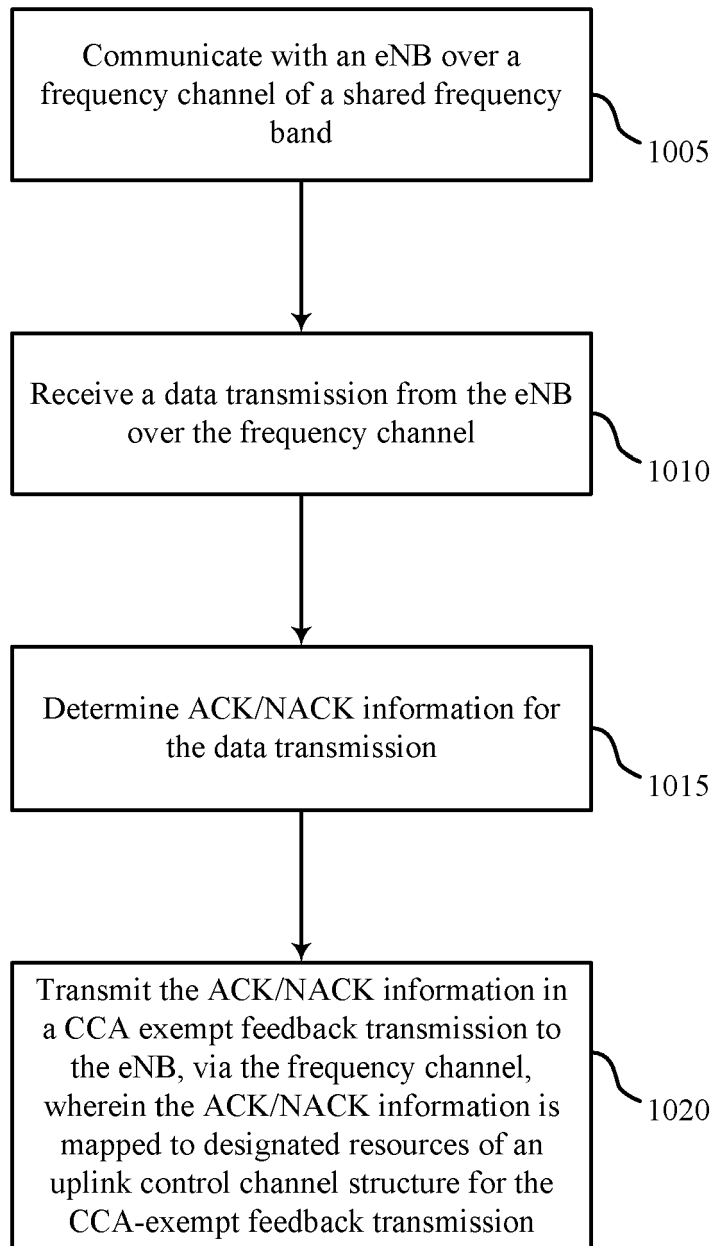 Communicate with an eNB over a
frequency channel of a shared frequency
band
1005
Receive a data transmission from the eNB
over the frequency channel
1010
Determine ACK/NACK information for
the data transmission
1015
Transmit the ACK/NACK information in
a CCA exempt feedback transmission to
the eNB, via the frequency channel,
wherein the ACK/NACK information is
mapped to designated resources of an
uplink control channel structure for the
CCA-exempt feedback transmission
1020